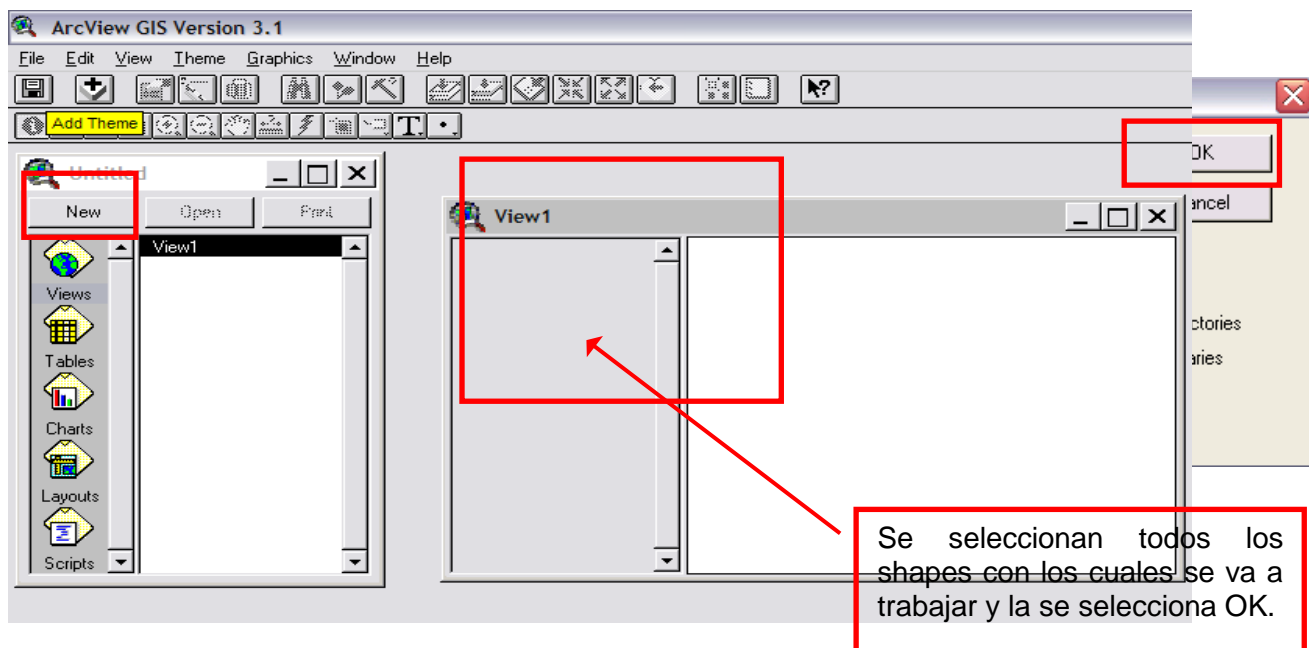 ArcView GIS Version 3.1
File Edit View Theme Graphics Window Help
Add Theme
T.
Untitled
New Open Print
View1
Views
Tables
Charts
Layouts
Scripts
View1
OK
ancel
ctories
aries
Se seleccionan todos los
shapes con los cuales se va a
trabajar y la se selecciona OK.